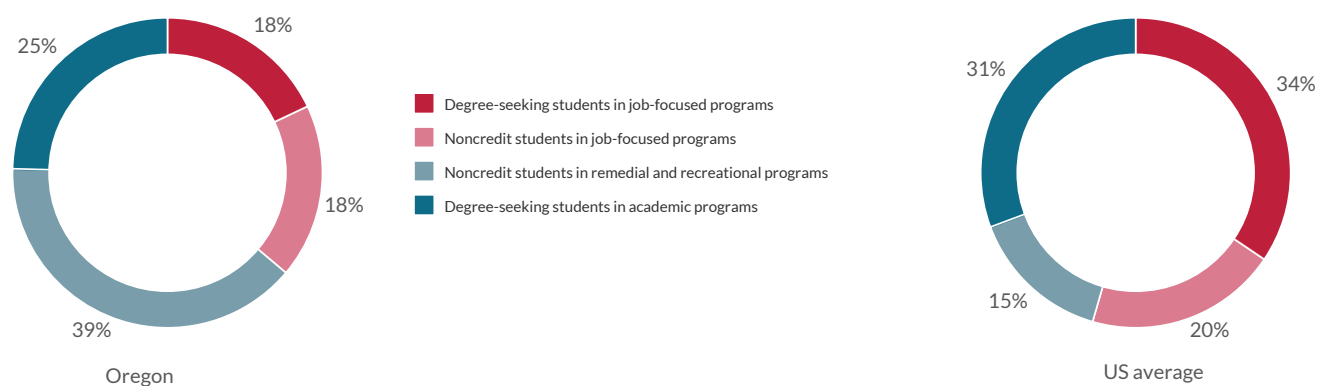 18%
25%
18%
39%
Oregon
Degree-seeking students in job-focused programs
Noncredit students in job-focused programs
Noncredit students in remedial and recreational programs
Degree-seeking students in academic programs
31%
34%
15%
20%
US average